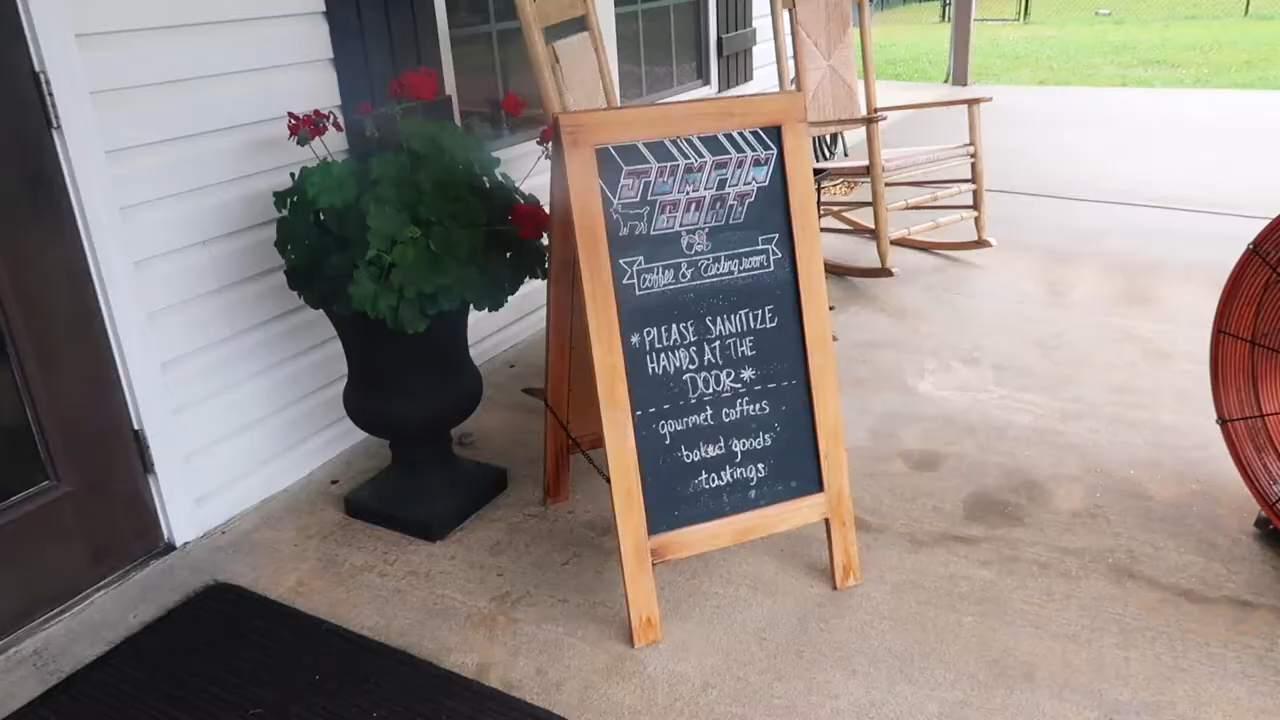 JUMPIN
GOAT
coffee & Tasting room
*PLEASE SANITIZE
HANDS AT THE
DOOR*
gourmet coffees
baked goods
tastings